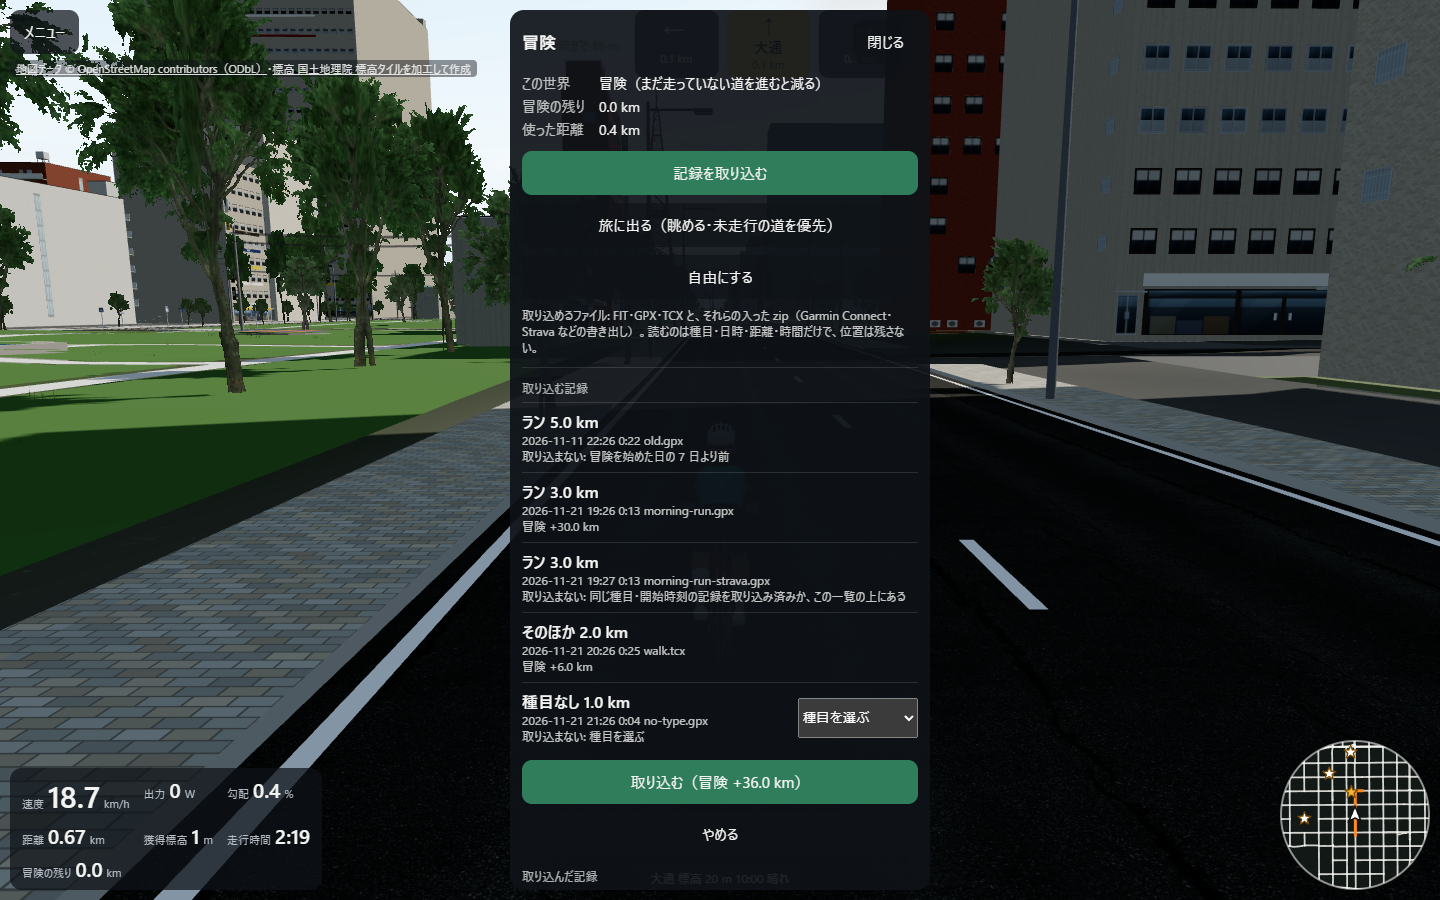 メニュー
地図データ © OpenStreetMap contributors（ODbL）・標高 国土地理院 標高タイルを加工して作成
冒険
閉じる
←
0.1 km
↑
大通
0.1 km
この世界 冒険（まだ走っていない道を進むと減る）
冒険の残り 0.0 km
使った距離 0.4 km
記録を取り込む
旅に出る（眺める・未走行の道を優先）
自由にする
取り込めるファイル: FIT・GPX・TCX と、それらの入った zip（Garmin Connect・
Strava などの書き出し）。読むのは種目・日時・距離・時間だけで、位置は残さな
い。
取り込む記録
ラン 5.0 km
2026-11-11 22:26 0:22 old.gpx
取り込まない: 冒険を始めた日の 7 日より前
ラン 3.0 km
2026-11-21 19:26 0:13 morning-run.gpx
冒険 +30.0 km
ラン 3.0 km
2026-11-21 19:27 0:13 morning-run-strava.gpx
取り込まない: 同じ種目・開始時刻の記録を取り込み済みか、この一覧の上にある
そのほか 2.0 km
2026-11-21 20:26 0:25 walk.tcx
冒険 +6.0 km
種目なし 1.0 km
2026-11-21 21:26 0:04 no-type.gpx
取り込まない: 種目を選ぶ
種目を選ぶ
取り込む（冒険 +36.0 km）
やめる
取り込んだ記録
大通 標高 20 m 10:00 晴れ
速度 18.7 km/h 出力 0 W 勾配 0.4 %
距離 0.67 km 獲得標高 1 m 走行時間 2:19
冒険の残り 0.0 km